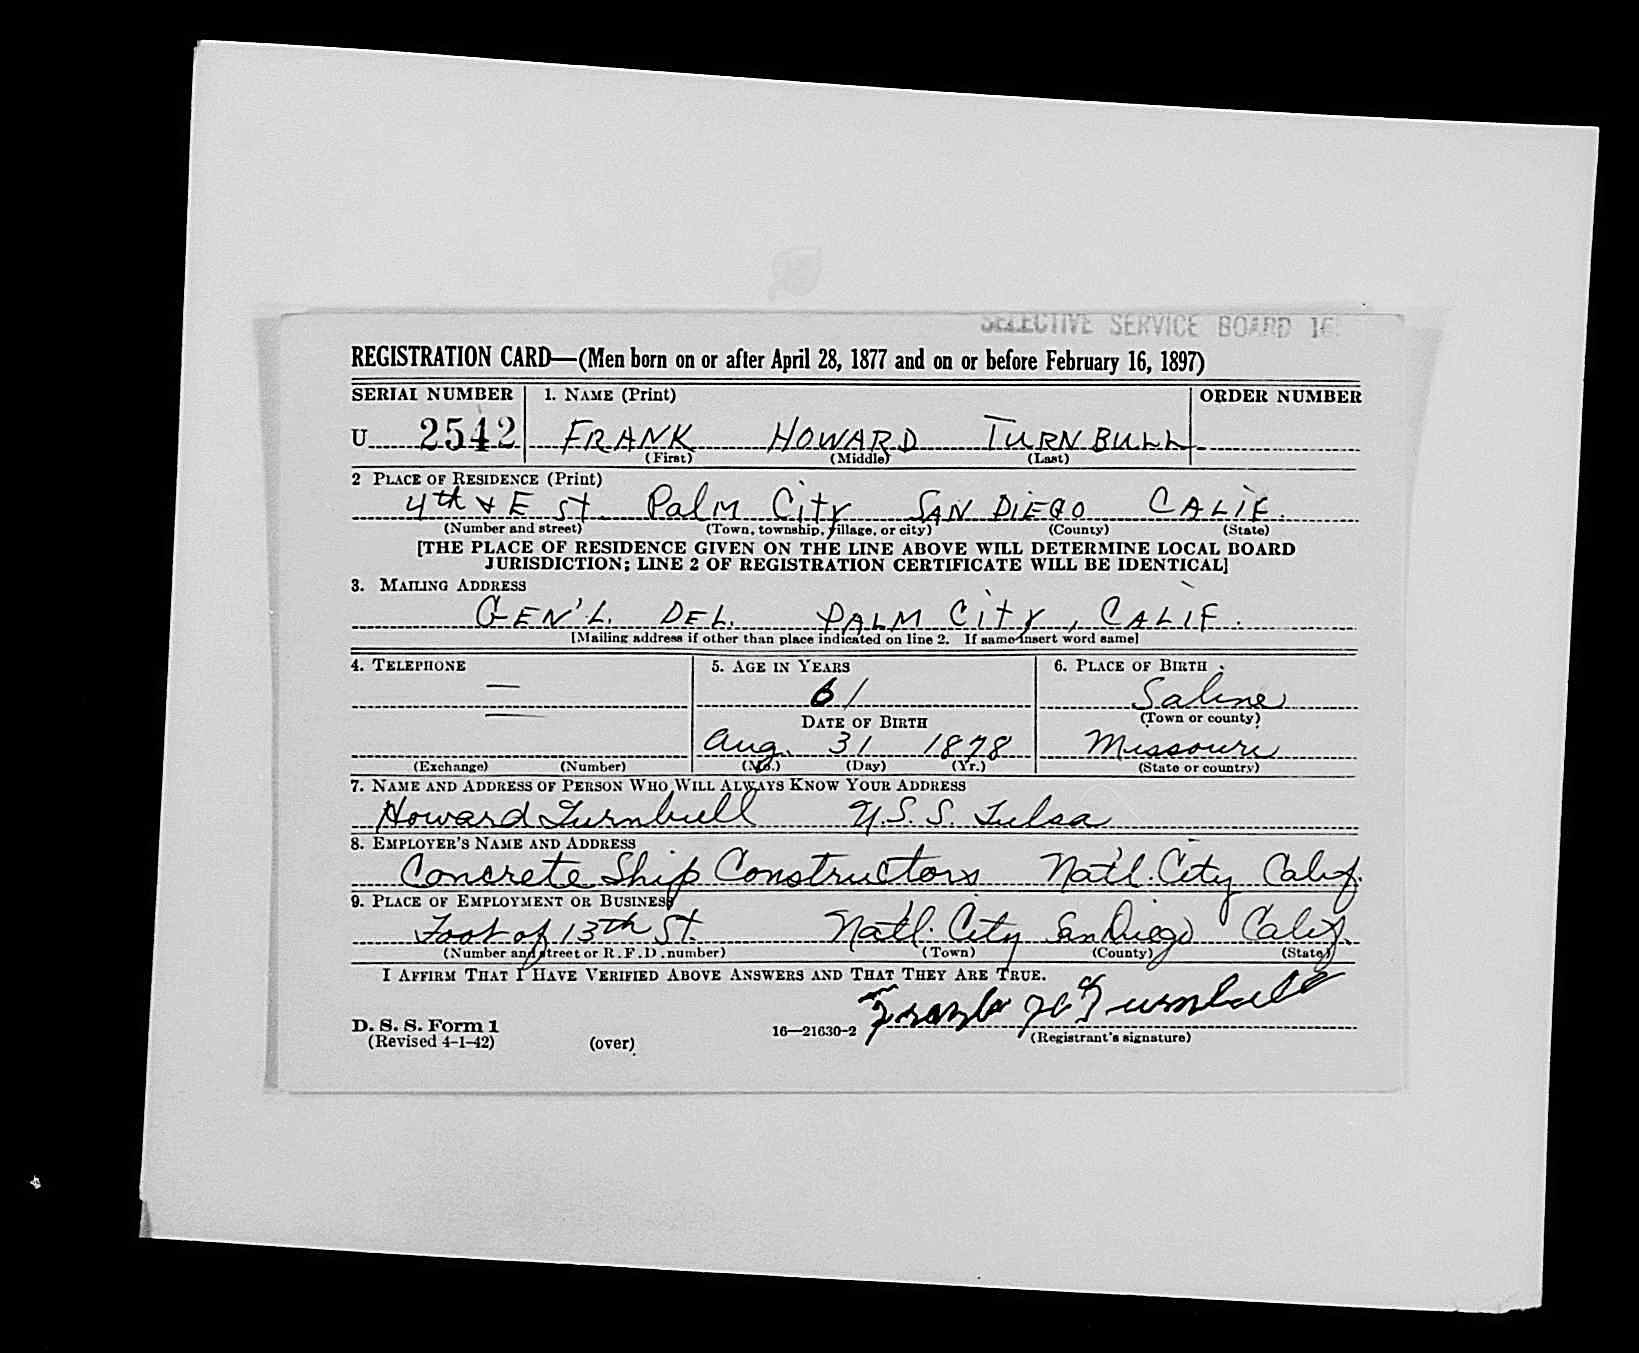 SELECTIVE SERVICE BOARD 16
REGISTRATION CARD—(Men born on or after April 28, 1877 and on or before February 16, 1897)
SERIAL NUMBER 1. NAME (Print) ORDER NUMBER
U 2542 FRANK HOWARD TURNBULL
(First) (Middle) (Last)
2 PLACE OF RESIDENCE (Print)
4th & E St. Palm City SAN DIEGO CALIF.
(Number and street) (Town, township, village, or city) (County) (State)
[THE PLACE OF RESIDENCE GIVEN ON THE LINE ABOVE WILL DETERMINE LOCAL BOARD
JURISDICTION; LINE 2 OF REGISTRATION CERTIFICATE WILL BE IDENTICAL]
3. MAILING ADDRESS
GEN'L. DEL. PALM CITY, CALIF.
[Mailing address if other than place indicated on line 2. If same insert word same]
4. TELEPHONE 5. AGE IN YEARS 6. PLACE OF BIRTH
— 61 Saline
DATE OF BIRTH (Town or county)
— Aug. 31 1878 Missouri
(Exchange) (Number) (Mo.) (Day) (Yr.) (State or country)
7. NAME AND ADDRESS OF PERSON WHO WILL ALWAYS KNOW YOUR ADDRESS
Howard Turnbull U.S.S. Tulsa
8. EMPLOYER'S NAME AND ADDRESS
Concrete Ship Constructors Nat'l. City Calif.
9. PLACE OF EMPLOYMENT OR BUSINESS
Foot of 13th St. Nat'l. City San Diego Calif.
(Number and street or R. F. D. number) (Town) (County) (State)
I AFFIRM THAT I HAVE VERIFIED ABOVE ANSWERS AND THAT THEY ARE TRUE.
Frank H Turnbull
D. S. S. Form 1
(Revised 4-1-42) (over) 16—21630-2 (Registrant's signature)